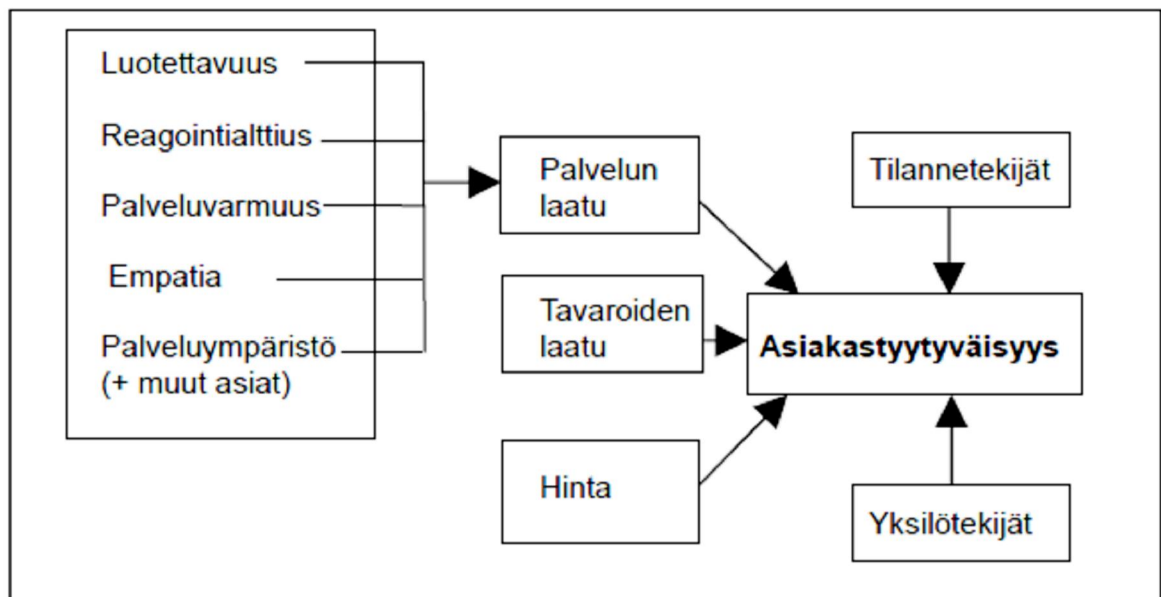 Luotettavuus
Reagointialttius
Palveluvarmuus
Empatia
Palveluympäristö
(+ muut asiat)
Palvelun
laatu
Tavaroiden
laatu
Hinta
Tilannetekijät
Asiakastyytyväisyys
Yksilötekijät